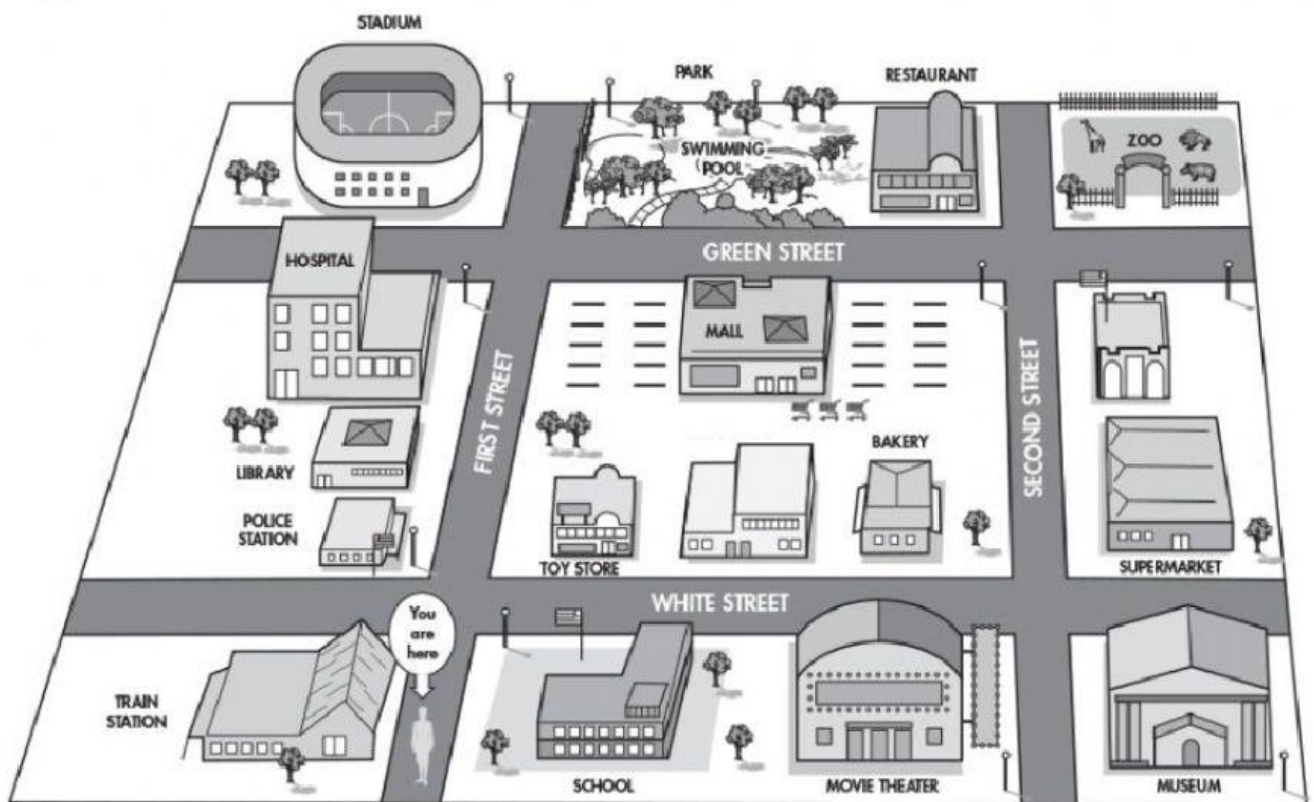 STADIUM
PARK
RESTAURANT
SWIMMING
POOL
ZOO
HOSPITAL
GREEN STREET
MALL
FIRST STREET
SECOND STREET
LIBRARY
BAKERY
POLICE
STATION
TOY STORE
SUPERMARKET
WHITE STREET
You
are
here
TRAIN
STATION
SCHOOL
MOVIE THEATER
MUSEUM